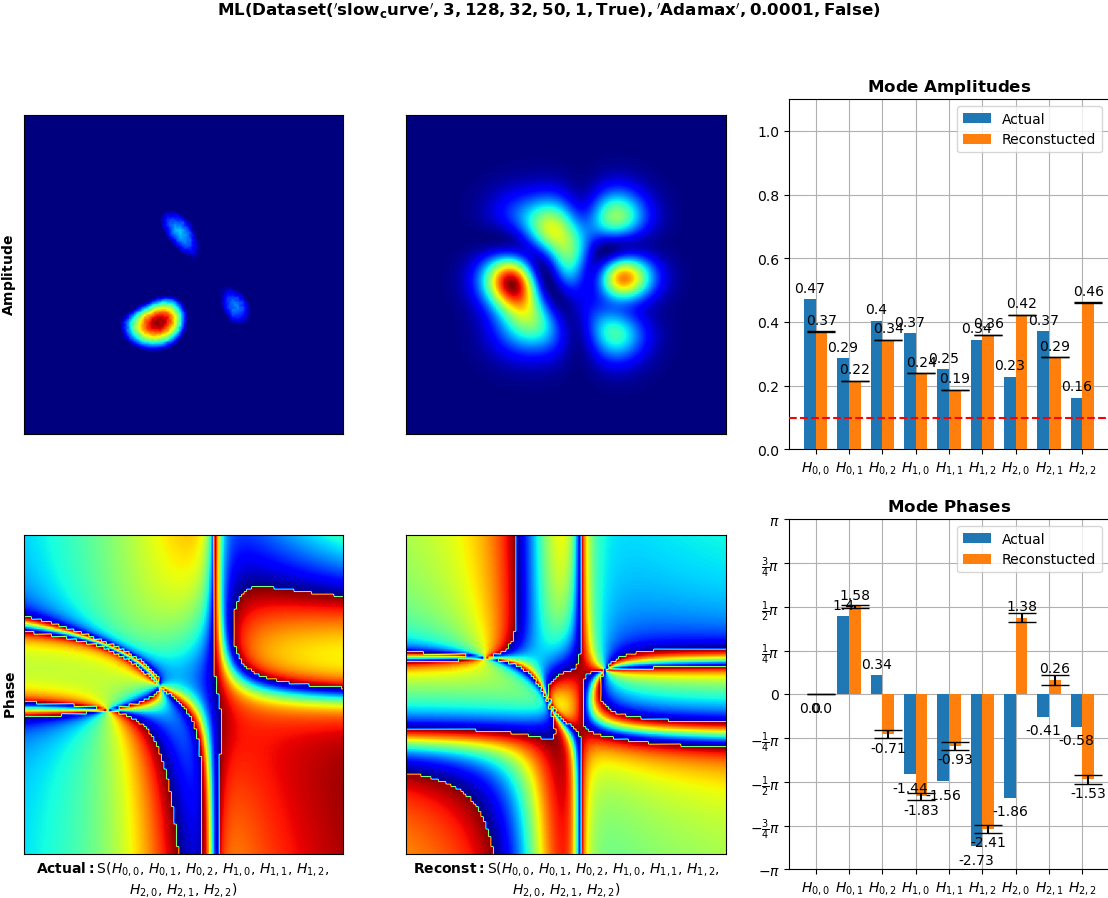 ML(Dataset('slow_curve', 3, 128, 32, 50, 1, True), 'Adamax', 0.0001, False)
Mode Amplitudes
Amplitude
Actual
Reconstucted
1.0
0.8
0.6
0.4
0.2
0.0
0.47
0.37
0.29
0.22
0.4
0.34
0.37
0.24
0.25
0.19
0.34
0.36
0.23
0.42
0.37
0.29
0.16
0.46
H0,0 H0,1 H0,2 H1,0 H1,1 H1,2 H2,0 H2,1 H2,2
Mode Phases
Phase
Actual
Reconstucted
π
3/4π
1/2π
1/4π
0
−1/4π
−1/2π
−3/4π
−π
0.0
0.0
1.4
1.58
0.34
-0.71
-1.44
-1.83
-1.56
-0.93
-2.73
-2.41
-1.86
1.38
-0.41
0.26
-0.58
-1.53
H0,0 H0,1 H0,2 H1,0 H1,1 H1,2 H2,0 H2,1 H2,2
Actual: S(H0,0, H0,1, H0,2, H1,0, H1,1, H1,2,
H2,0, H2,1, H2,2)
Reconst: S(H0,0, H0,1, H0,2, H1,0, H1,1, H1,2,
H2,0, H2,1, H2,2)